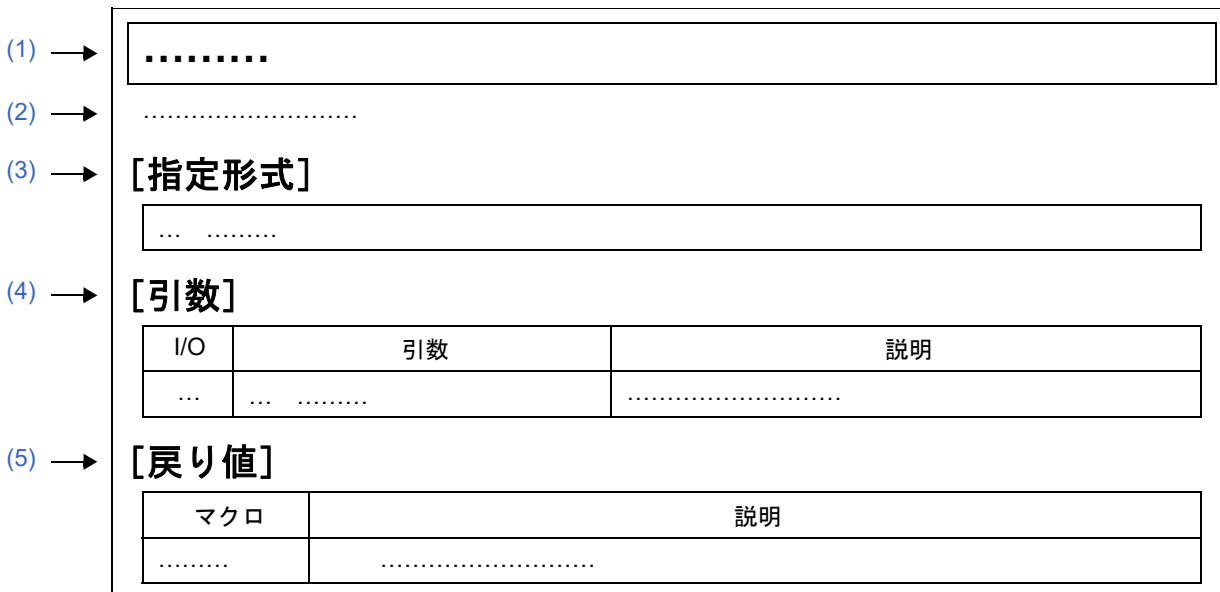 (1) .........
(2) ...........................
(3) [指定形式]
... .........
(4) [引数]
I/O 引数 説明
... ... ......... ...........................
(5) [戻り値]
マクロ 説明
......... ...........................